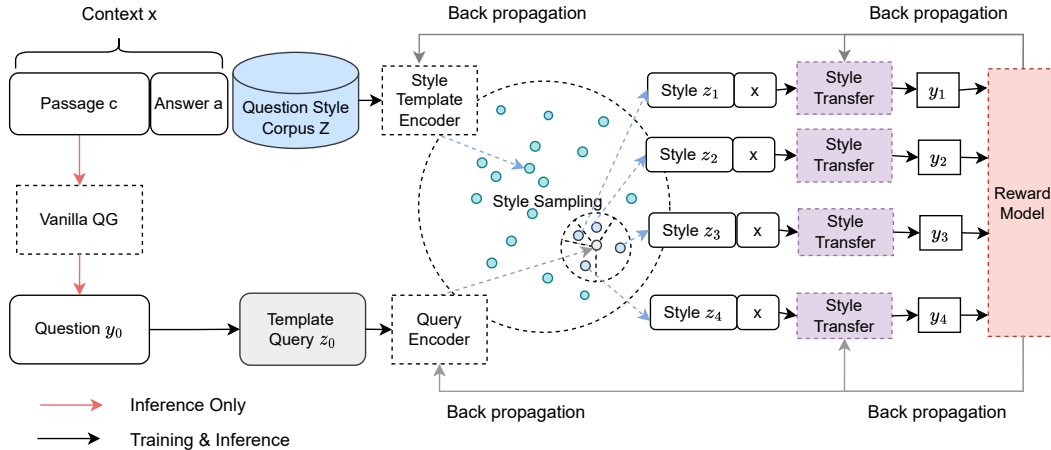 Context x
Back propagation
Back propagation
Passage c
Answer a
Question Style
Corpus Z
Style
Template
Encoder
Style z₁
x
Style
Transfer
y₁
Style z₂
x
Style
Transfer
y₂
Vanilla QG
Style Sampling
Reward
Model
Style z₃
x
Style
Transfer
y₃
Question y₀
Template
Query z₀
Query
Encoder
Style z₄
x
Style
Transfer
y₄
Inference Only
Back propagation
Back propagation
Training & Inference